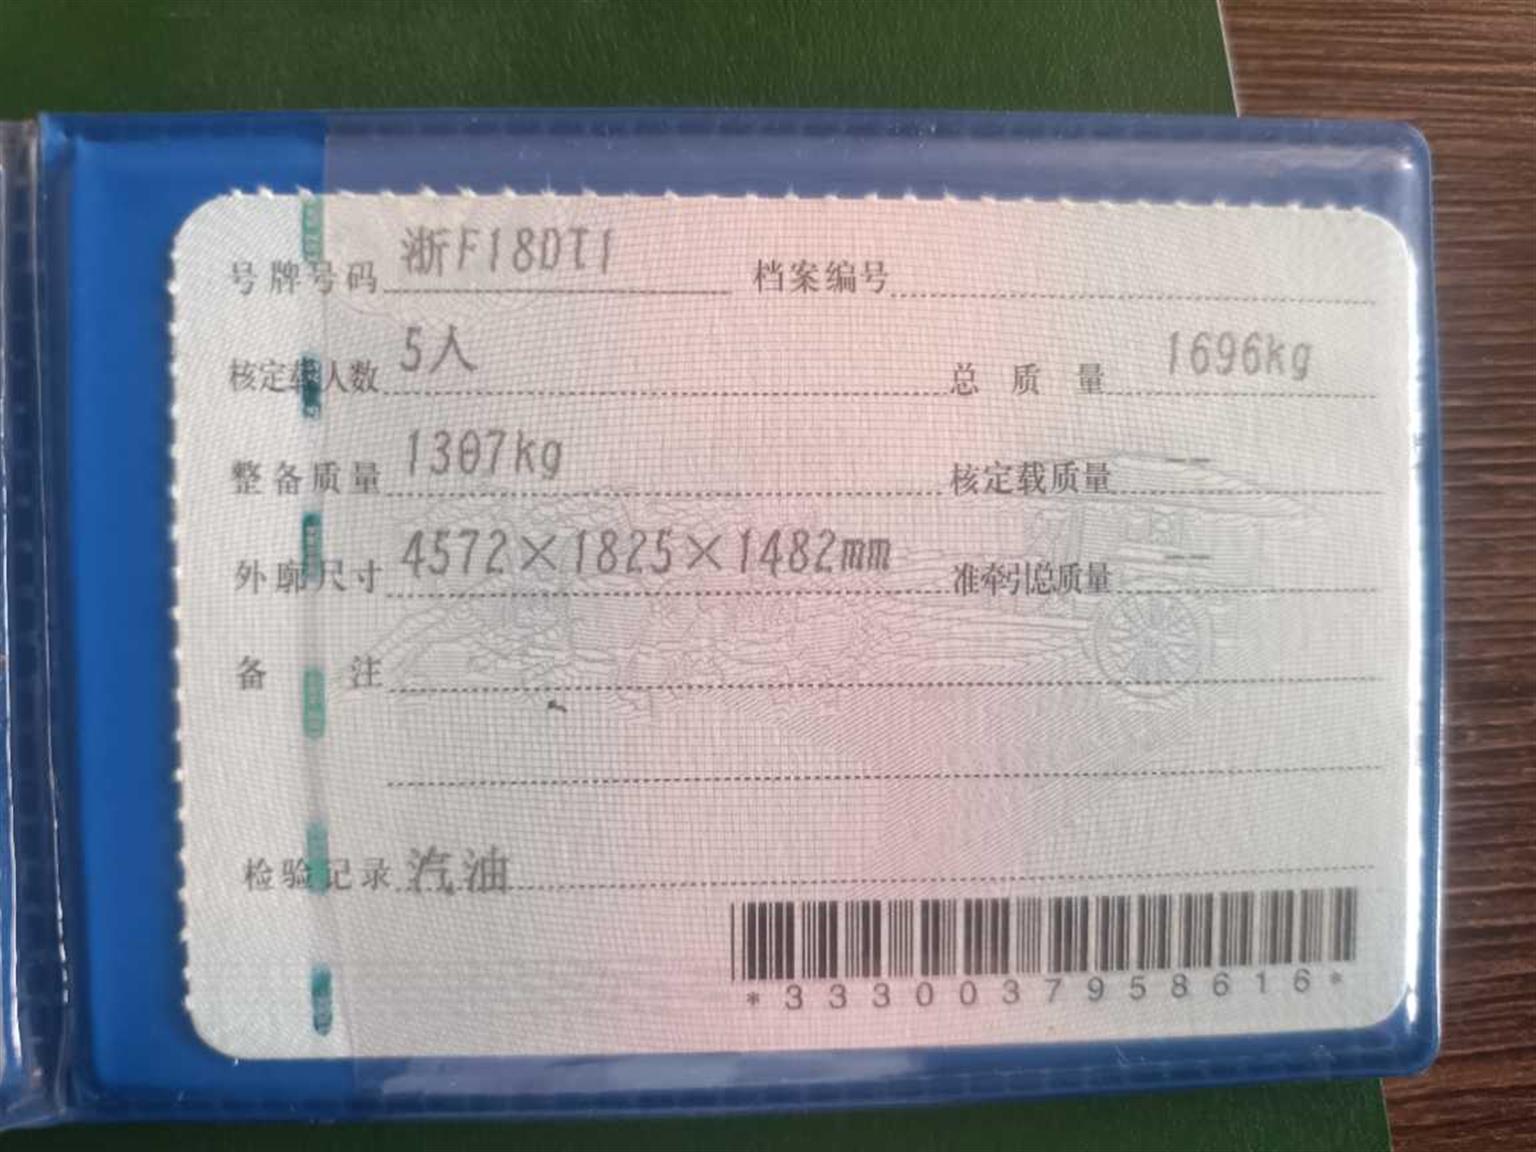 号牌号码 浙F18DT1 档案编号
核定载人数 5人 总质量 1696kg
整备质量 1307kg 核定载质量 --
外廓尺寸 4572×1825×1482mm 准牵引总质量 --
备注
检验记录 汽油
*3330037958616*